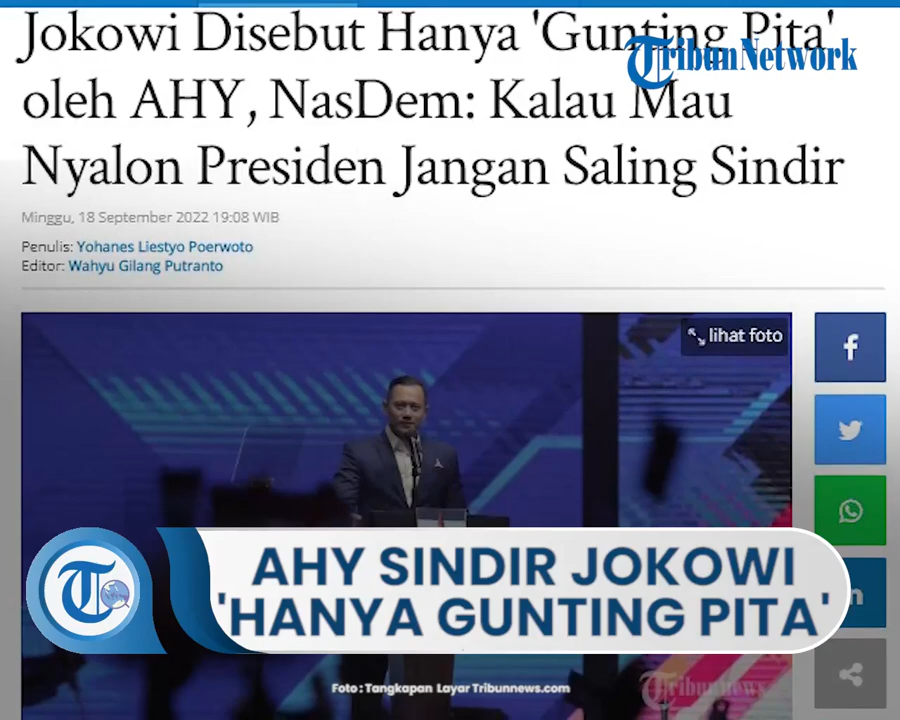 Jokowi Disebut Hanya 'Gunting Pita'
TribunNetwork
oleh AHY, NasDem: Kalau Mau
Nyalon Presiden Jangan Saling Sindir
Minggu, 18 September 2022 19:08 WIB
Penulis: Yohanes Liestyo Poerwoto
Editor: Wahyu Gilang Putranto
lihat foto
AHY SINDIR JOKOWI
'HANYA GUNTING PITA'
Foto : Tangkapan Layar Tribunnews.com
Tribunnews